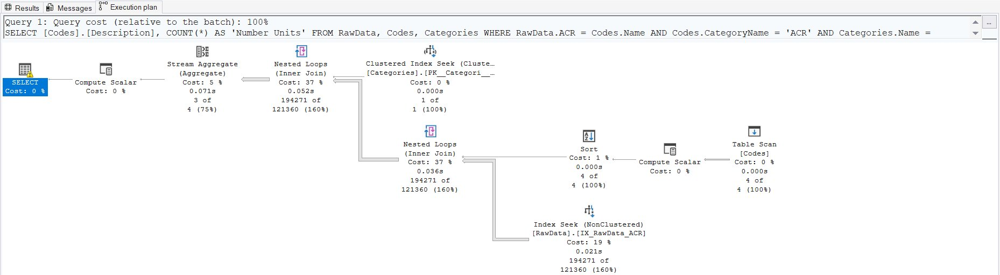 Results Messages Execution plan
Query 1: Query cost (relative to the batch): 100%
SELECT [Codes].[Description], COUNT(*) AS 'Number Units' FROM RawData, Codes, Categories WHERE RawData.ACR = Codes.Name AND Codes.CategoryName = 'ACR' AND Categories.Name =
...
SELECT
Cost: 0 %
Compute Scalar
Cost: 0 %
Stream Aggregate
(Aggregate)
Cost: 5 %
0.071s
3 of
4 (75%)
Nested Loops
(Inner Join)
Cost: 37 %
0.052s
194271 of
121360 (160%)
Clustered Index Seek (Cluste…
[Categories].[PK__Categori__…
Cost: 0 %
0.000s
1 of
1 (100%)
Nested Loops
(Inner Join)
Cost: 37 %
0.036s
194271 of
121360 (160%)
Sort
Cost: 1 %
0.000s
4 of
4 (100%)
Compute Scalar
Cost: 0 %
Table Scan
[Codes]
Cost: 0 %
0.000s
4 of
4 (100%)
Index Seek (NonClustered)
[RawData].[IX_RawData_ACR]
Cost: 19 %
0.021s
194271 of
121360 (160%)